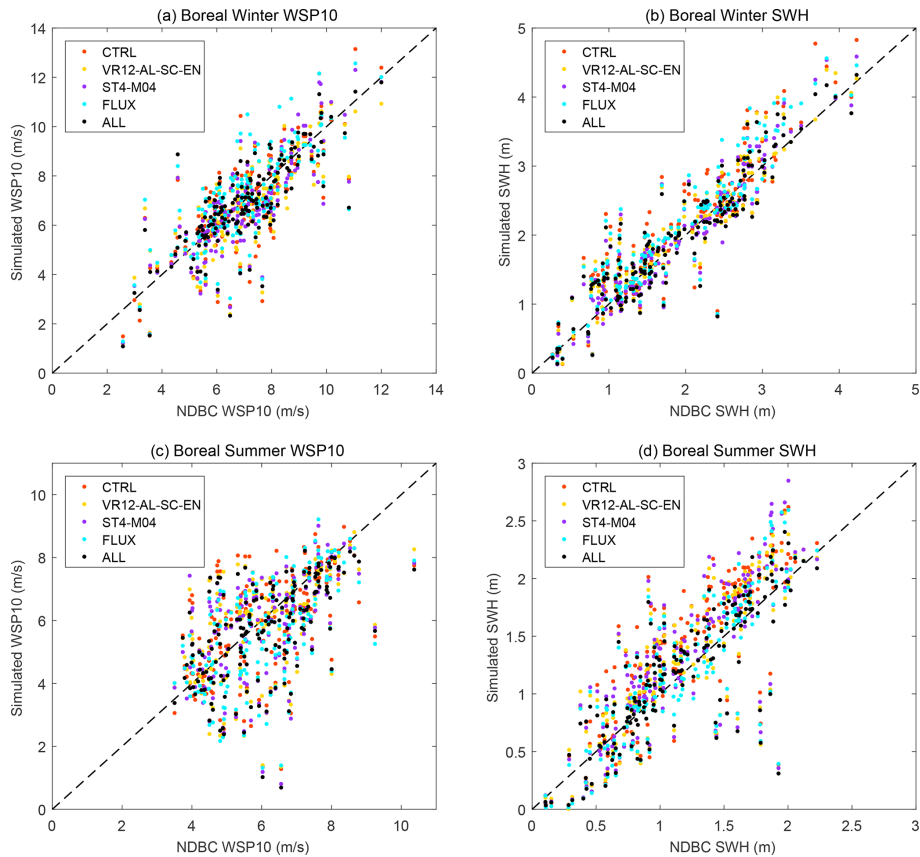 (a) Boreal Winter WSP10
14
12
10
8
6
4
2
0
0 2 4 6 8 10 12 14
Simulated WSP10 (m/s)
NDBC WSP10 (m/s)
CTRL
VR12-AL-SC-EN
ST4-M04
FLUX
ALL
(b) Boreal Winter SWH
5
4
3
2
1
0
0 1 2 3 4 5
Simulated SWH (m)
NDBC SWH (m)
CTRL
VR12-AL-SC-EN
ST4-M04
FLUX
ALL
(c) Boreal Summer WSP10
10
8
6
4
2
0
0 2 4 6 8 10
Simulated WSP10 (m/s)
NDBC WSP10 (m/s)
CTRL
VR12-AL-SC-EN
ST4-M04
FLUX
ALL
(d) Boreal Summer SWH
3
2.5
2
1.5
1
0.5
0
0 0.5 1 1.5 2 2.5 3
Simulated SWH (m)
NDBC SWH (m)
CTRL
VR12-AL-SC-EN
ST4-M04
FLUX
ALL